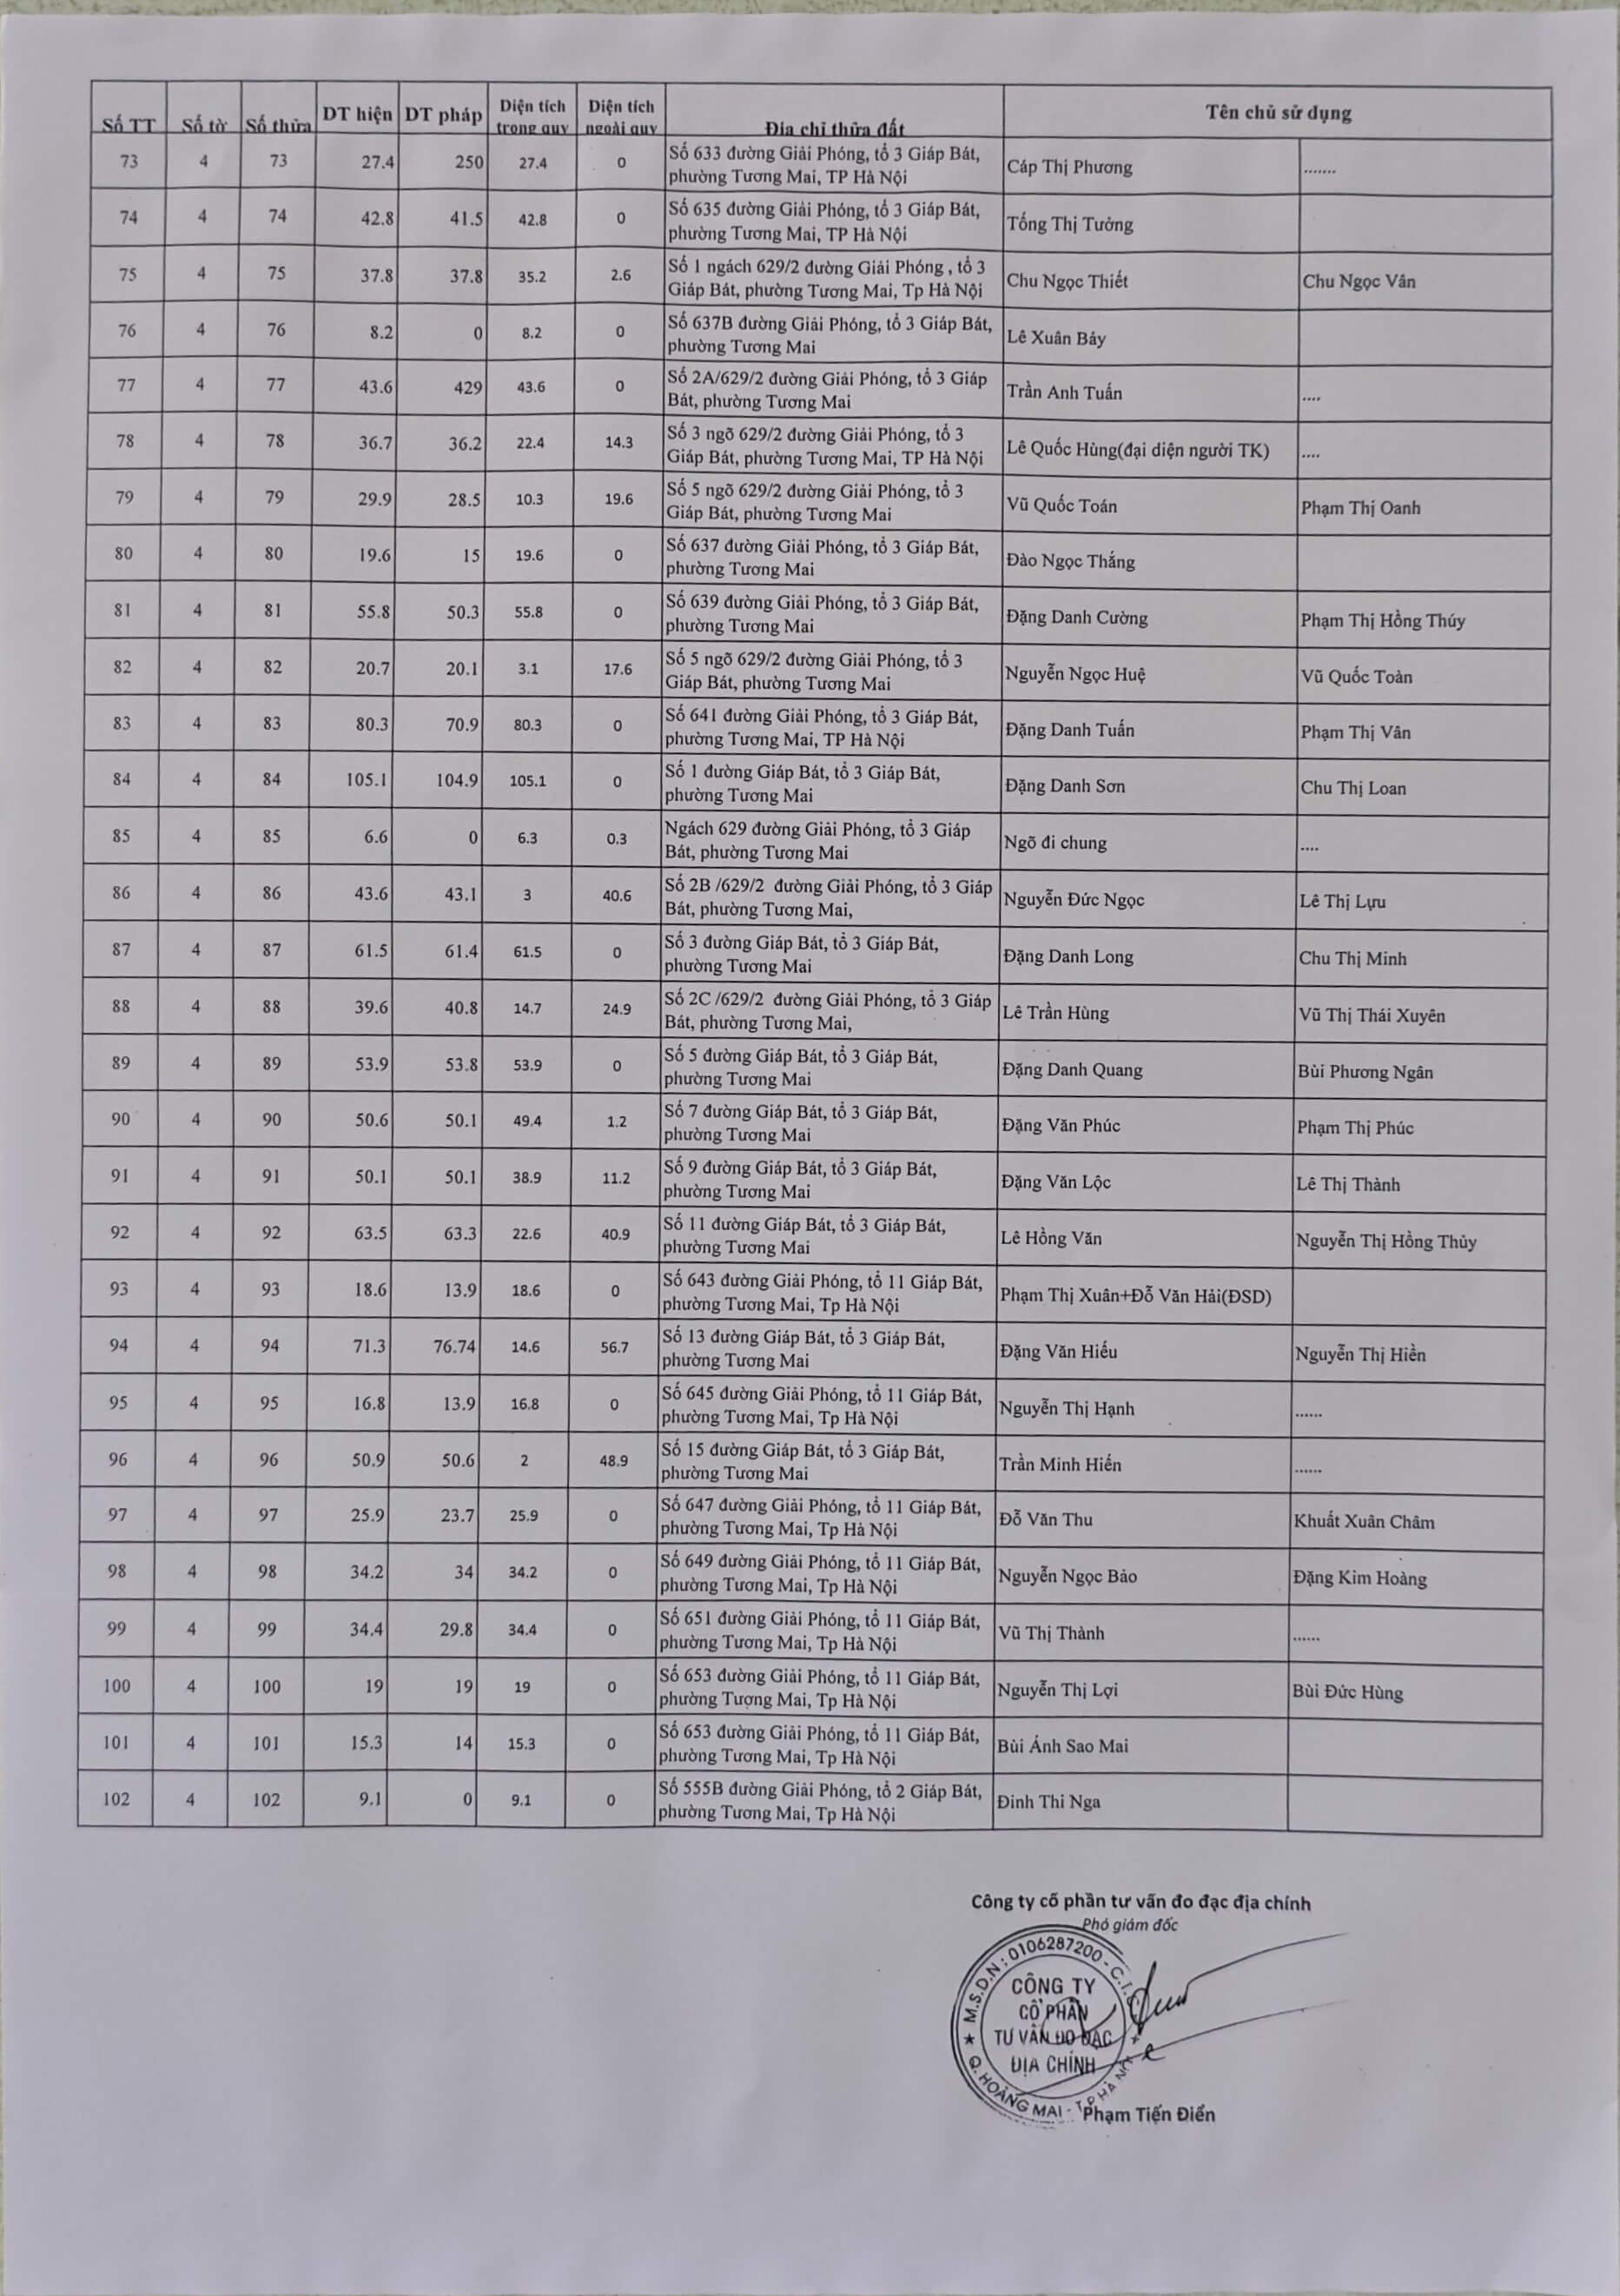 Số TT Số tờ Số thửa DT hiện DT pháp Diện tích trong quy Diện tích ngoài quy Địa chỉ thửa đất Tên chủ sử dụng
73 4 73 27.4 250 27.4 0 Số 633 đường Giải Phóng, tổ 3 Giáp Bát, Cáp Thị Phương .......
phường Tương Mai, TP Hà Nội
74 4 74 42.8 41.5 42.8 0 Số 635 đường Giải Phóng, tổ 3 Giáp Bát, Tống Thị Tưởng
phường Tương Mai, TP Hà Nội
75 4 75 37.8 37.8 35.2 2.6 Số 1 ngách 629/2 đường Giải Phóng , tổ 3 Chu Ngọc Thiết Chu Ngọc Vân
Giáp Bát, phường Tương Mai, Tp Hà Nội
76 4 76 8.2 0 8.2 0 Số 637B đường Giải Phóng, tổ 3 Giáp Bát, Lê Xuân Bảy
phường Tương Mai
77 4 77 43.6 429 43.6 0 Số 2A/629/2 đường Giải Phóng, tổ 3 Giáp Trần Anh Tuấn ....
Bát, phường Tương Mai
78 4 78 36.7 36.2 22.4 14.3 Số 3 ngõ 629/2 đường Giải Phóng, tổ 3 Lê Quốc Hùng(đại diện người TK) ....
Giáp Bát, phường Tương Mai, TP Hà Nội
79 4 79 29.9 28.5 10.3 19.6 Số 5 ngõ 629/2 đường Giải Phóng, tổ 3 Vũ Quốc Toán Phạm Thị Oanh
Giáp Bát, phường Tương Mai
80 4 80 19.6 15 19.6 0 Số 637 đường Giải Phóng, tổ 3 Giáp Bát, Đào Ngọc Thắng
phường Tương Mai
81 4 81 55.8 50.3 55.8 0 Số 639 đường Giải Phóng, tổ 3 Giáp Bát, Đặng Danh Cường Phạm Thị Hồng Thúy
phường Tương Mai
82 4 82 20.7 20.1 3.1 17.6 Số 5 ngõ 629/2 đường Giải Phóng, tổ 3 Nguyễn Ngọc Huệ Vũ Quốc Toàn
Giáp Bát, phường Tương Mai
83 4 83 80.3 70.9 80.3 0 Số 641 đường Giải Phóng, tổ 3 Giáp Bát, Đặng Danh Tuấn Phạm Thị Vân
phường Tương Mai, TP Hà Nội
84 4 84 105.1 104.9 105.1 0 Số 1 đường Giáp Bát, tổ 3 Giáp Bát, Đặng Danh Sơn Chu Thị Loan
phường Tương Mai
85 4 85 6.6 0 6.3 0.3 Ngách 629 đường Giải Phóng, tổ 3 Giáp Ngõ đi chung ....
Bát, phường Tương Mai
86 4 86 43.6 43.1 3 40.6 Số 2B /629/2 đường Giải Phóng, tổ 3 Giáp Nguyễn Đức Ngọc Lê Thị Lựu
Bát, phường Tương Mai,
87 4 87 61.5 61.4 61.5 0 Số 3 đường Giáp Bát, tổ 3 Giáp Bát, Đặng Danh Long Chu Thị Minh
phường Tương Mai
88 4 88 39.6 40.8 14.7 24.9 Số 2C /629/2 đường Giải Phóng, tổ 3 Giáp Lê Trần Hùng Vũ Thị Thái Xuyên
Bát, phường Tương Mai,
89 4 89 53.9 53.8 53.9 0 Số 5 đường Giáp Bát, tổ 3 Giáp Bát, Đặng Danh Quang Bùi Phương Ngân
phường Tương Mai
90 4 90 50.6 50.1 49.4 1.2 Số 7 đường Giáp Bát, tổ 3 Giáp Bát, Đặng Văn Phúc Phạm Thị Phúc
phường Tương Mai
91 4 91 50.1 50.1 38.9 11.2 Số 9 đường Giáp Bát, tổ 3 Giáp Bát, Đặng Văn Lộc Lê Thị Thành
phường Tương Mai
92 4 92 63.5 63.3 22.6 40.9 Số 11 đường Giáp Bát, tổ 3 Giáp Bát, Lê Hồng Văn Nguyễn Thị Hồng Thủy
phường Tương Mai
93 4 93 18.6 13.9 18.6 0 Số 643 đường Giải Phóng, tổ 11 Giáp Bát, Phạm Thị Xuân+Đỗ Văn Hải(ĐSD)
phường Tương Mai, Tp Hà Nội
94 4 94 71.3 76.74 14.6 56.7 Số 13 đường Giáp Bát, tổ 3 Giáp Bát, Đặng Văn Hiếu Nguyễn Thị Hiền
phường Tương Mai
95 4 95 16.8 13.9 16.8 0 Số 645 đường Giải Phóng, tổ 11 Giáp Bát, Nguyễn Thị Hạnh ......
phường Tương Mai, Tp Hà Nội
96 4 96 50.9 50.6 2 48.9 Số 15 đường Giáp Bát, tổ 3 Giáp Bát, Trần Minh Hiến ......
phường Tương Mai
97 4 97 25.9 23.7 25.9 0 Số 647 đường Giải Phóng, tổ 11 Giáp Bát, Đỗ Văn Thu Khuất Xuân Châm
phường Tương Mai, Tp Hà Nội
98 4 98 34.2 34 34.2 0 Số 649 đường Giải Phóng, tổ 11 Giáp Bát, Nguyễn Ngọc Bảo Đặng Kim Hoàng
phường Tương Mai, Tp Hà Nội
99 4 99 34.4 29.8 34.4 0 Số 651 đường Giải Phóng, tổ 11 Giáp Bát, Vũ Thị Thành ......
phường Tương Mai, Tp Hà Nội
100 4 100 19 19 19 0 Số 653 đường Giải Phóng, tổ 11 Giáp Bát, Nguyễn Thị Lợi Bùi Đức Hùng
phường Tượng Mai, Tp Hà Nội
101 4 101 15.3 14 15.3 0 Số 653 đường Giải Phóng, tổ 11 Giáp Bát, Bùi Ánh Sao Mai
phường Tương Mai, Tp Hà Nội
102 4 102 9.1 0 9.1 0 Số 555B đường Giải Phóng, tổ 2 Giáp Bát, Đinh Thi Nga
phường Tương Mai, Tp Hà Nội
Công ty cổ phần tư vấn đo đạc địa chính
Phó giám đốc
M.S.D.N: 0106287200 - C.T.C
CÔNG TY
CỔ PHẦN
TƯ VẤN ĐO ĐẠC
ĐỊA CHÍNH
Q. HOÀNG MAI - T.P HÀ NỘI
Phạm Tiến Điển